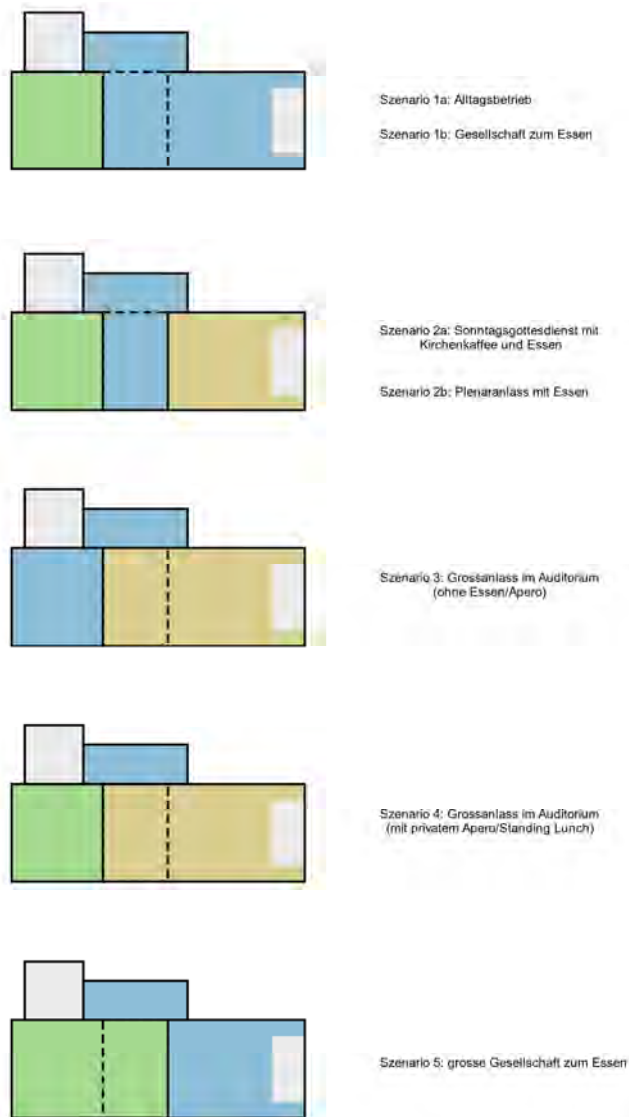 Szenario 1a: Alltagsbetrieb
Szenario 1b: Gesellschaft zum Essen
Szenario 2a: Sonntagsgottesdienst mit
Kirchenkaffee und Essen
Szenario 2b: Plenaranlass mit Essen
Szenario 3: Grossanlass im Auditorium
(ohne Essen/Apero)
Szenario 4: Grossanlass im Auditorium
(mit privatem Apero/Standing Lunch)
Szenario 5: grosse Gesellschaft zum Essen